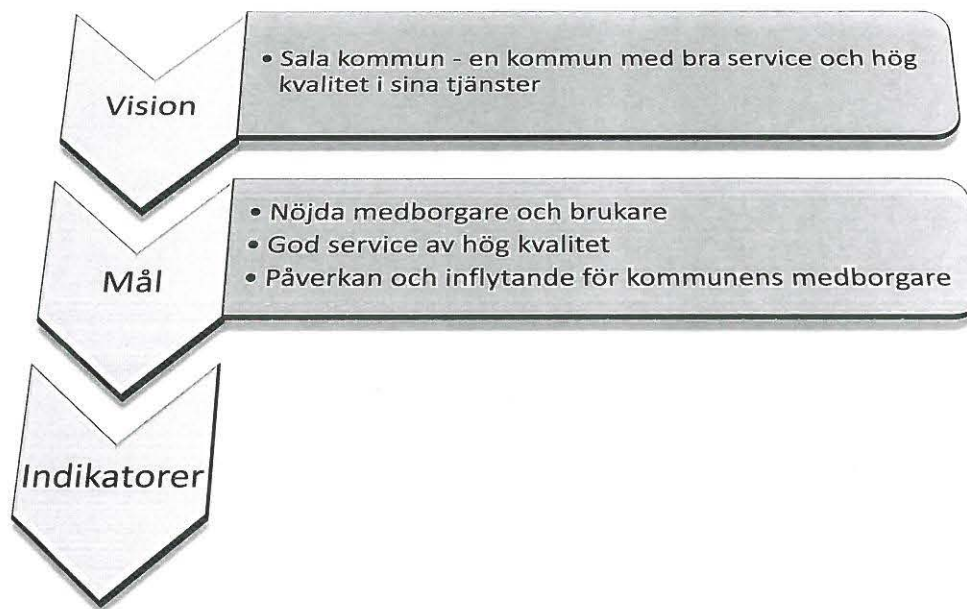 Vision
• Sala kommun - en kommun med bra service och hög
kvalitet i sina tjänster
Mål
• Nöjda medborgare och brukare
• God service av hög kvalitet
• Påverkan och inflytande för kommunens medborgare
Indikatorer